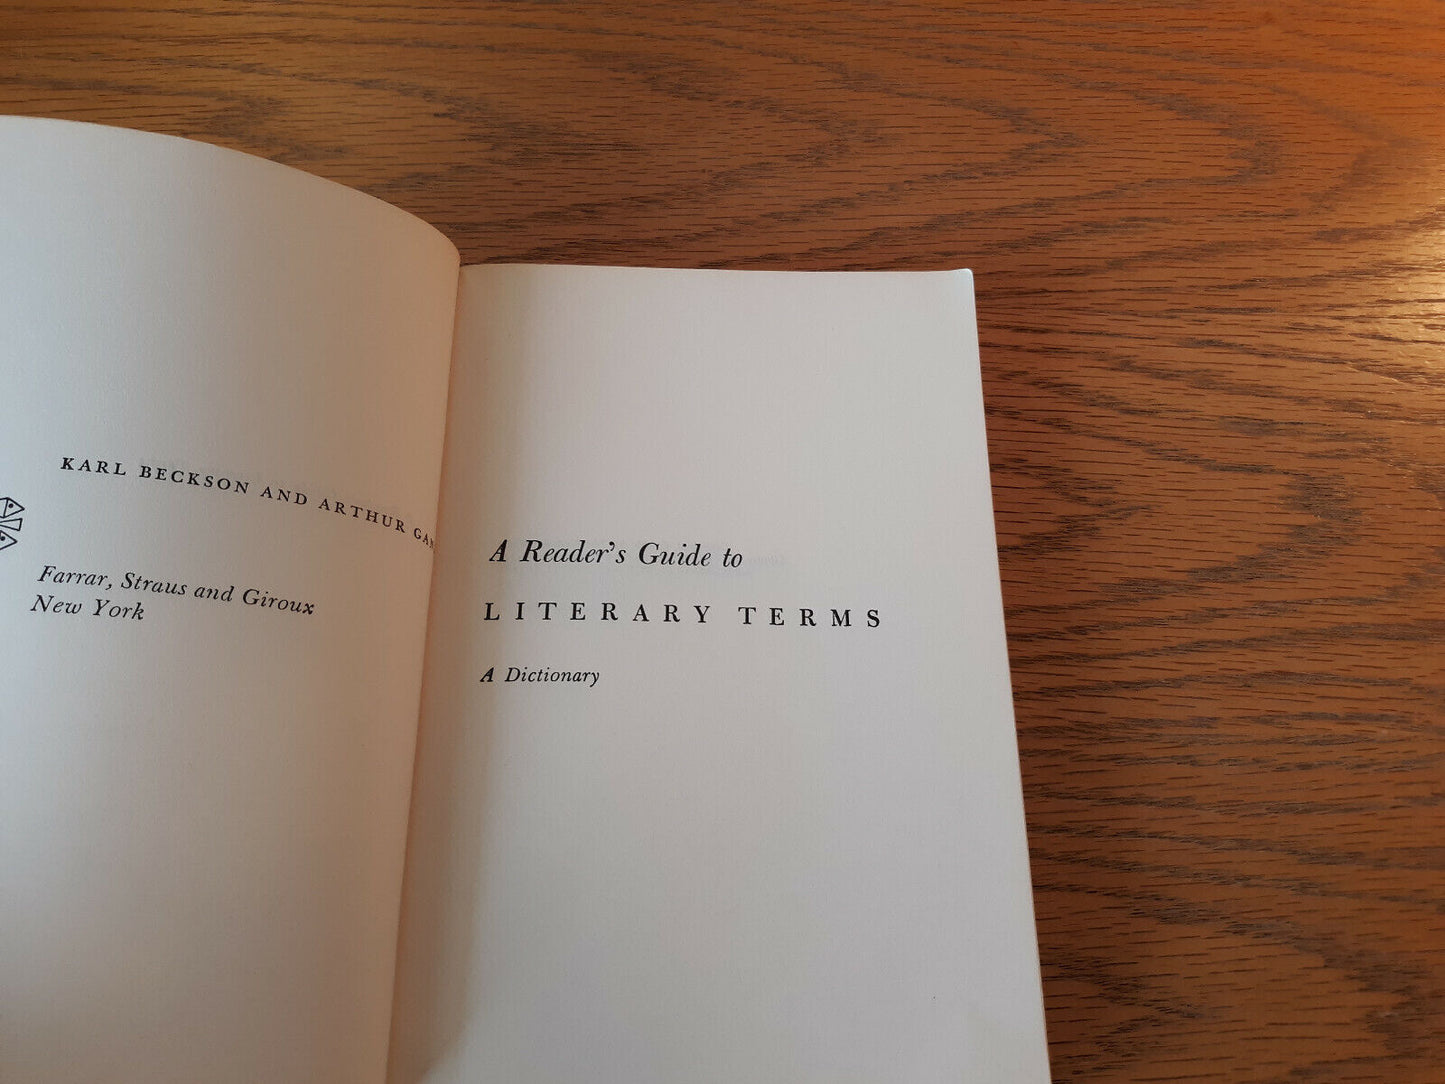 KARL BECKSON AND ARTHUR
Farrar, Straus and Giroux
New York
A Reader's Guide to
LITERARY TERMS
A Dictionary